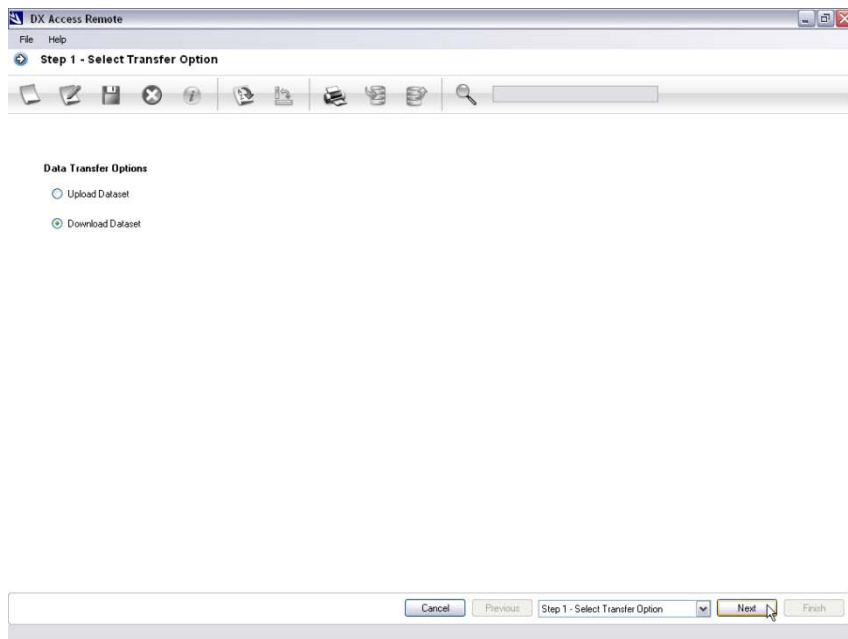 DX Access Remote
File Help
Step 1 - Select Transfer Option
Data Transfer Options
Upload Dataset
Download Dataset
Cancel Previous Step 1 - Select Transfer Option Next Finish